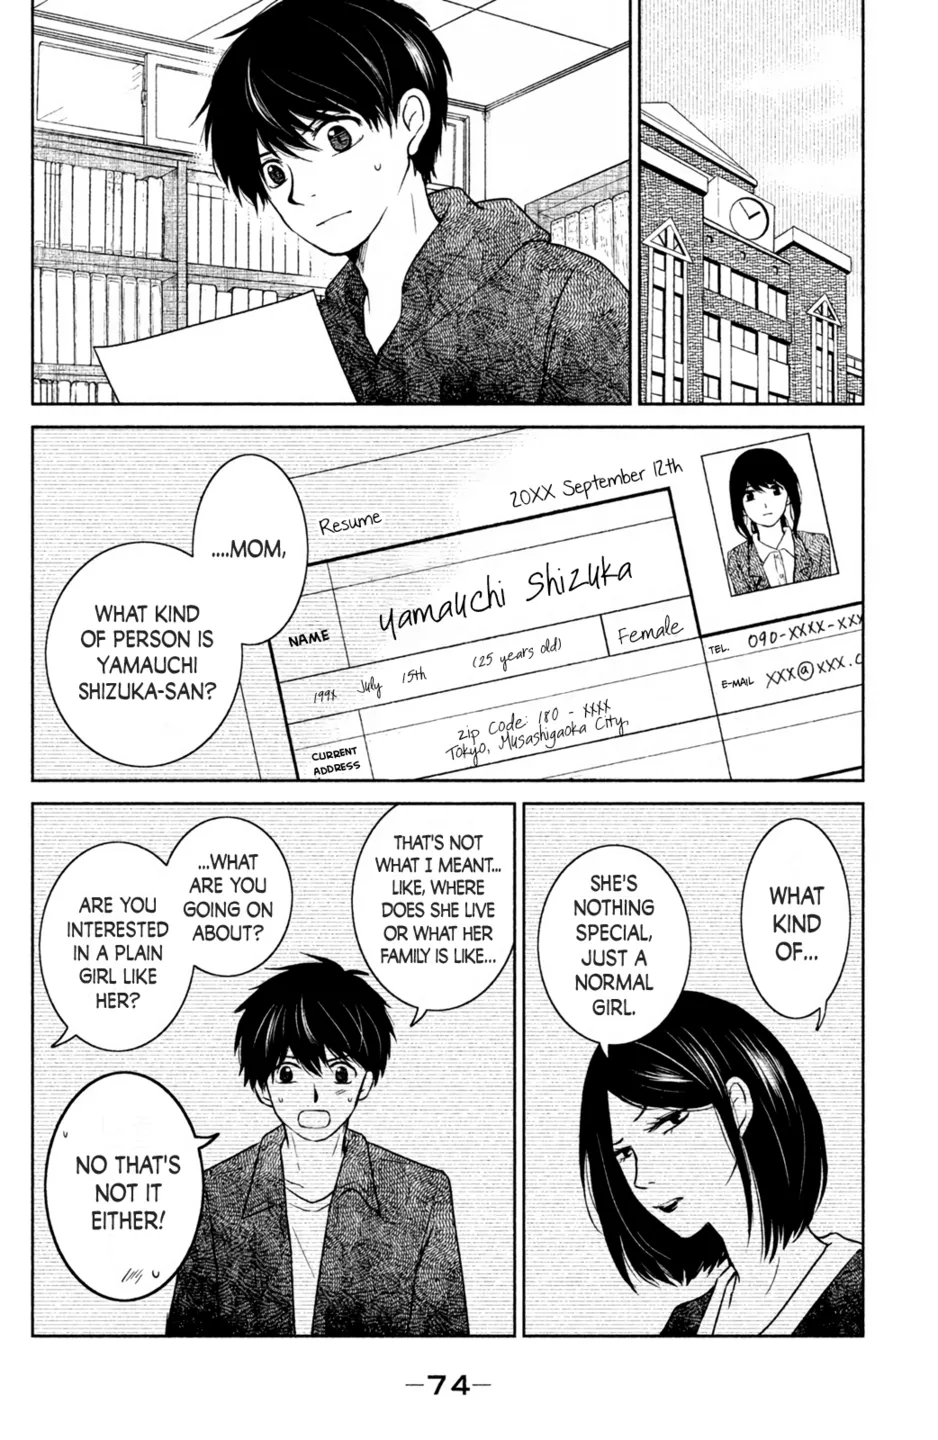 ....MOM,
WHAT KIND
OF PERSON IS
YAMAUCHI
SHIZUKA-SAN?
Resume
20XX September 12th
NAME
Yamauchi Shizuka
199X July 15th (25 years old)
Female
TEL. 090-XXXX-XXX
E-MAIL XXX@XXX.C
CURRENT
ADDRESS
Zip Code: 180 - XXXX
Tokyo, Musashigaoka City,
WHAT
KIND
OF...
SHE'S
NOTHING
SPECIAL,
JUST A
NORMAL
GIRL.
THAT'S NOT
WHAT I MEANT...
LIKE, WHERE
DOES SHE LIVE
OR WHAT HER
FAMILY IS LIKE...
...WHAT
ARE YOU
GOING ON
ABOUT?
ARE YOU
INTERESTED
IN A PLAIN
GIRL LIKE
HER?
NO THAT'S
NOT IT
EITHER!
—74—